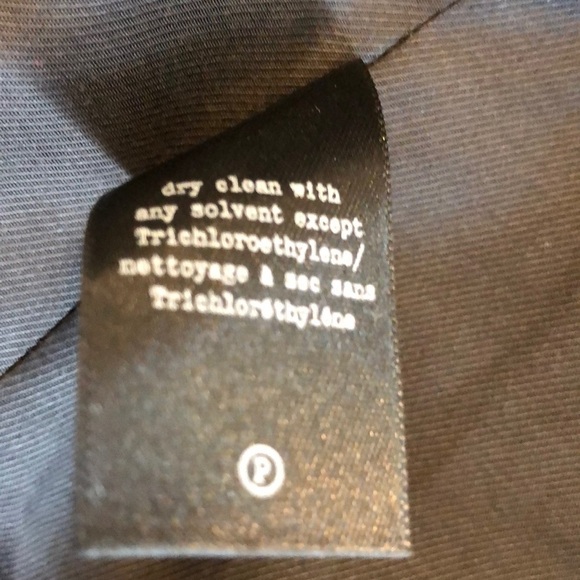 dry clean with
any solvent except
Trichloroethylene/
nettoyage à sec sans
Trichloréthylène
P